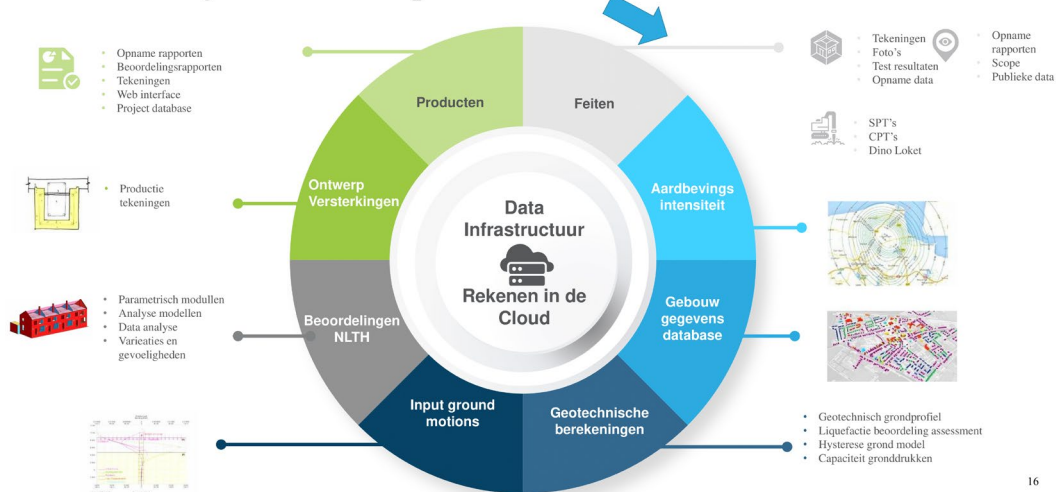 Opname rapporten
Beoordelingsrapporten
Tekeningen
Web interface
Project database
Productie
tekeningen
Parametrisch modullen
Analyse modellen
Data analyse
Varieaties en
gevoeligheden
Producten
Feiten
Ontwerp
Versterkingen
Aardbevings
intensiteit
Data
Infrastructuur
Rekenen in de
Cloud
Beoordelingen
NLTH
Gebouw
gegevens
database
Input ground
motions
Geotechnische
berekeningen
Tekeningen
Foto's
Test resultaten
Opname data
Opname
rapporten
Scope
Publieke data
SPT's
CPT's
Dino Loket
Geotechnisch grondprofiel
Liquefactie beoordeling assessment
Hysterese grond model
Capaciteit gronddrukken
16